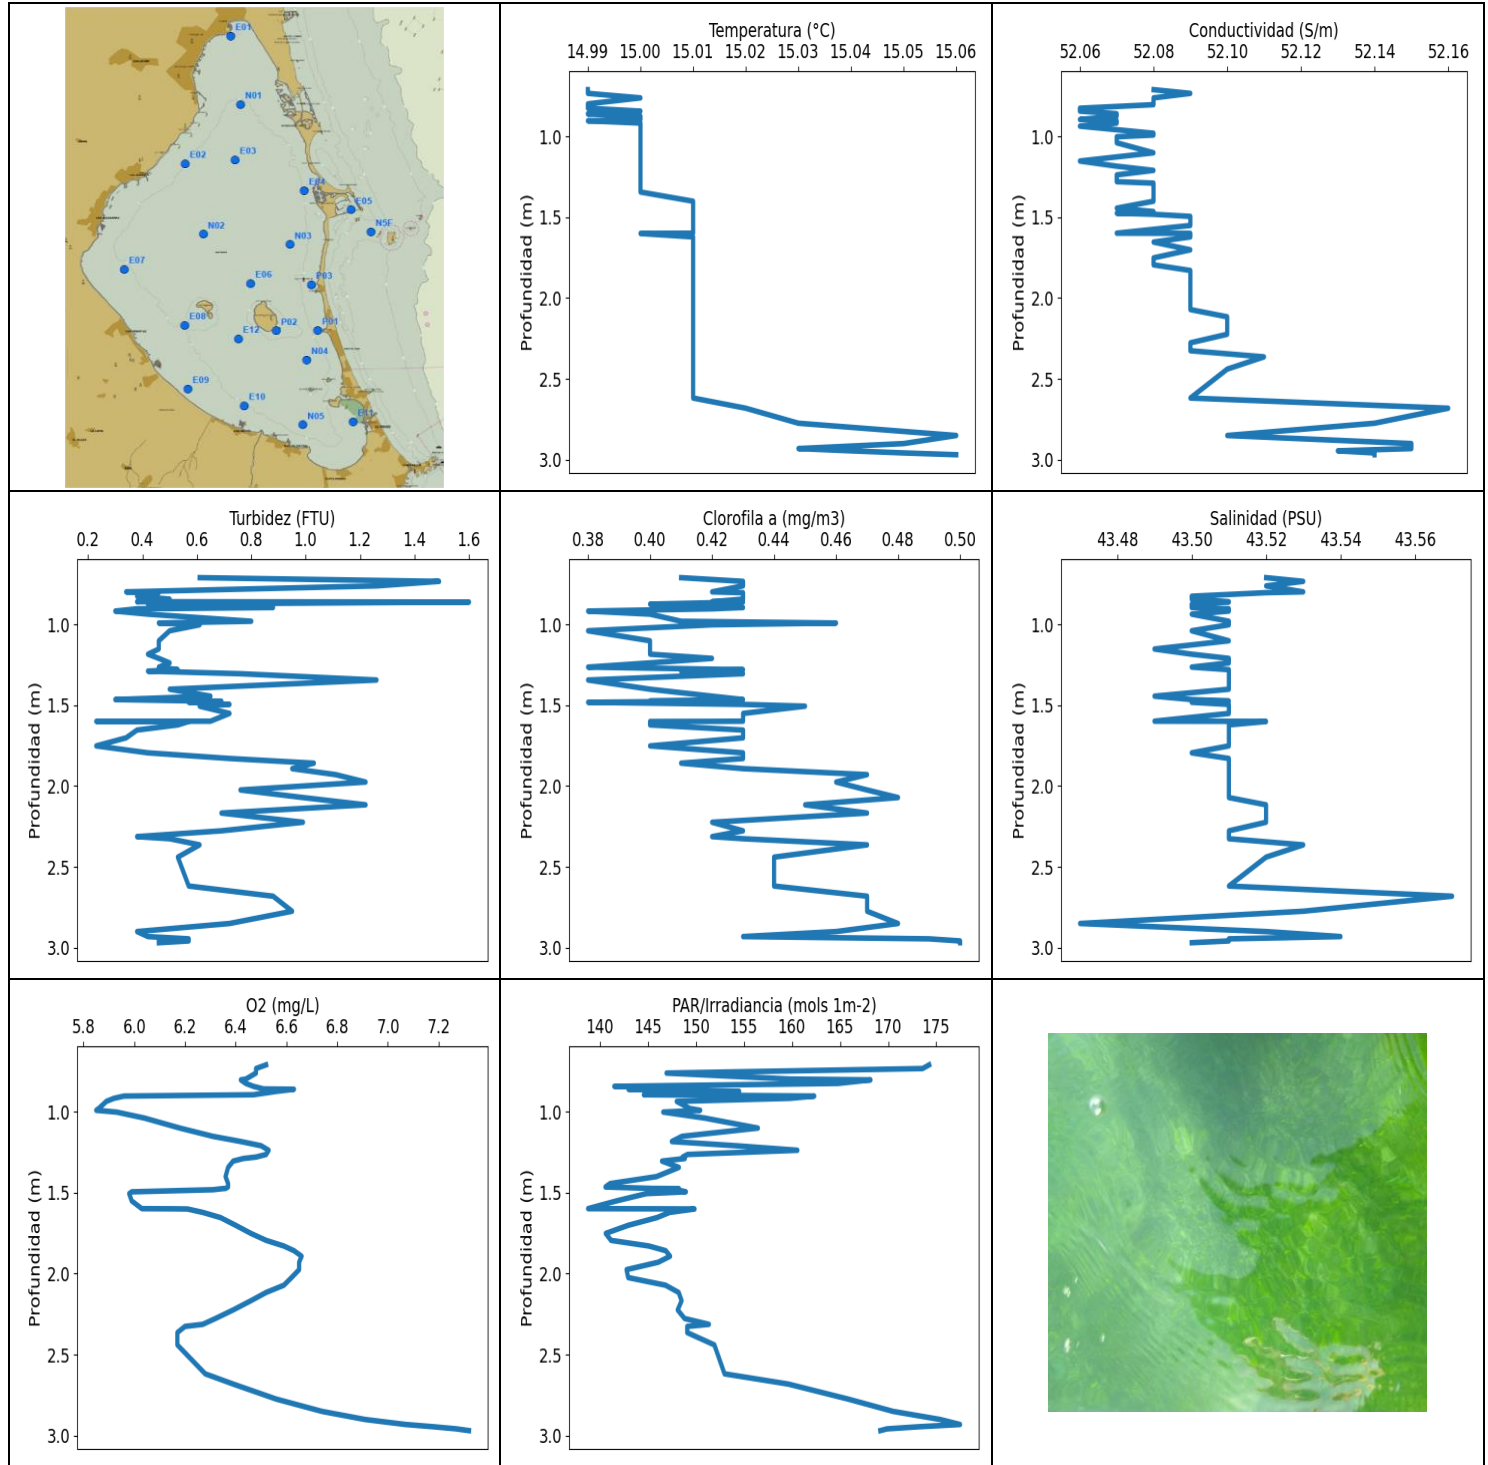 E01
N01
E02
E03
E04
E05
N5F
N02
N03
E07
E06
P03
E08
P02
P01
E12
N04
E09
E10
N05
E11
Temperatura (°C)
14.99 15.00 15.01 15.02 15.03 15.04 15.05 15.06
Profundidad (m)
1.0
1.5
2.0
2.5
3.0
Conductividad (S/m)
52.06 52.08 52.10 52.12 52.14 52.16
Profundidad (m)
1.0
1.5
2.0
2.5
3.0
Turbidez (FTU)
0.2 0.4 0.6 0.8 1.0 1.2 1.4 1.6
Profundidad (m)
1.0
1.5
2.0
2.5
3.0
Clorofila a (mg/m3)
0.38 0.40 0.42 0.44 0.46 0.48 0.50
Profundidad (m)
1.0
1.5
2.0
2.5
3.0
Salinidad (PSU)
43.48 43.50 43.52 43.54 43.56
Profundidad (m)
1.0
1.5
2.0
2.5
3.0
O2 (mg/L)
5.8 6.0 6.2 6.4 6.6 6.8 7.0 7.2
Profundidad (m)
1.0
1.5
2.0
2.5
3.0
PAR/Irradiancia (mols 1m-2)
140 145 150 155 160 165 170 175
Profundidad (m)
1.0
1.5
2.0
2.5
3.0